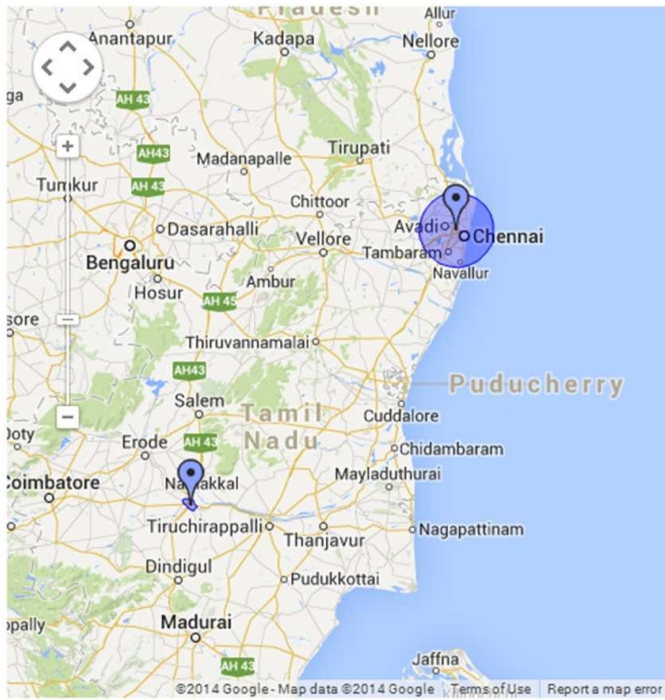 Pradesh
Allur
Anantapur
Kadapa
Nellore
AH 43
AH43
Madanapalle
Tirupati
Tumkur
AH 43
Chittoor
Dasarahalli
Avadi
Chennai
Vellore
Tambaram
Bengaluru
Navallur
Hosur
Ambur
AH 45
sore
Thiruvannamalai
AH43
Puducherry
Salem
Tamil
Nadu
Cuddalore
Erode
AH 43
Chidambaram
Coimbatore
Mayladuthurai
Tiruchirappalli
Thanjavur
Nagapattinam
Dindigul
Pudukkottai
Madurai
AH 43
Jaffna
©2014 Google - Map data ©2014 Google
Terms of Use
Report a map error